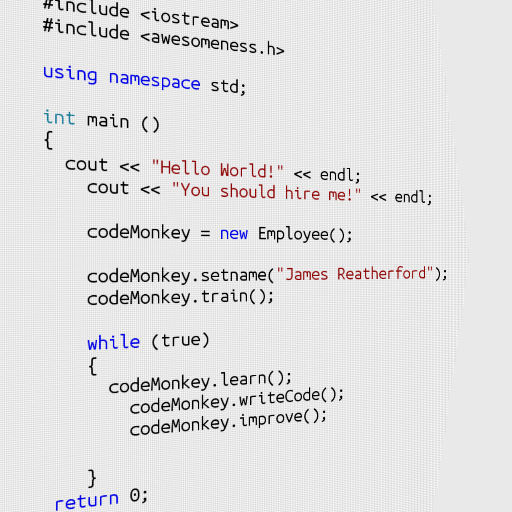 #include <iostream>
#include <awesomeness.h>
using namespace std;
int main ()
{
cout << "Hello World!" << endl;
cout << "You should hire me!" << endl;
codeMonkey = new Employee();
codeMonkey.setname("James Reatherford");
codeMonkey.train();
while (true)
{
codeMonkey.learn();
codeMonkey.writeCode();
codeMonkey.improve();
}
return 0;